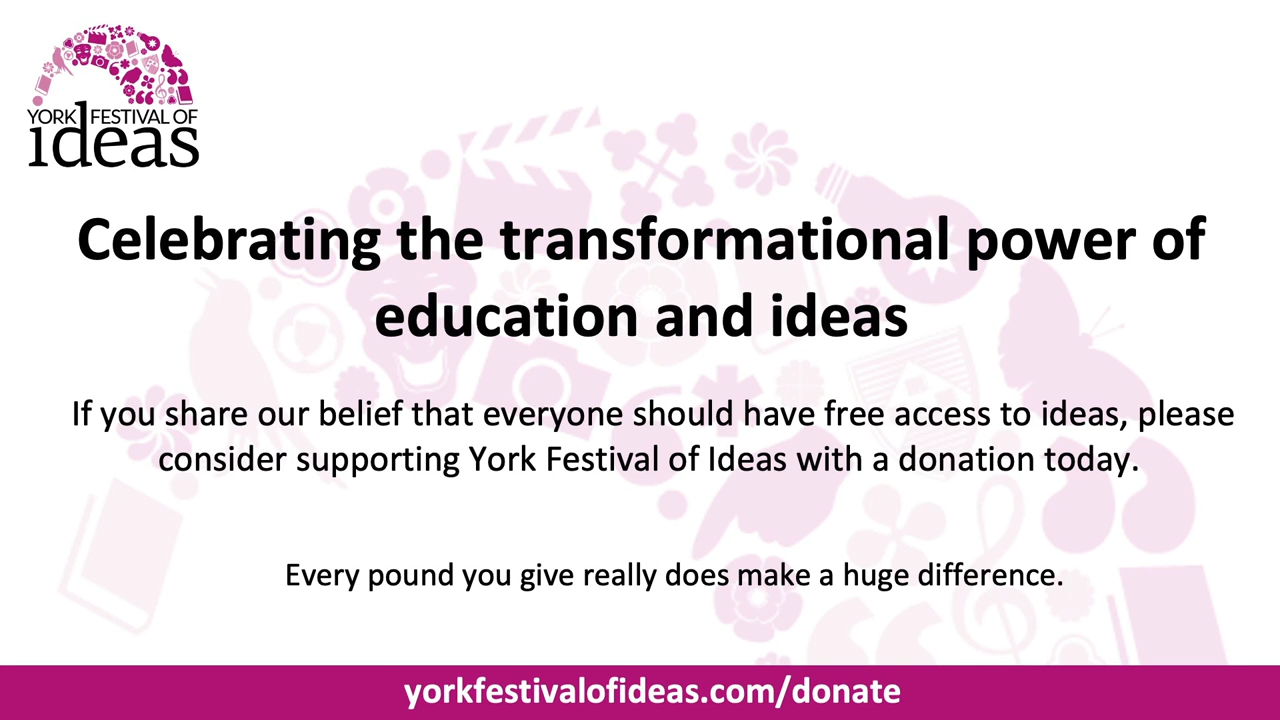 YORK FESTIVAL OF
ideas
Celebrating the transformational power of
education and ideas
If you share our belief that everyone should have free access to ideas, please
consider supporting York Festival of Ideas with a donation today.
Every pound you give really does make a huge difference.
yorkfestivalofideas.com/donate